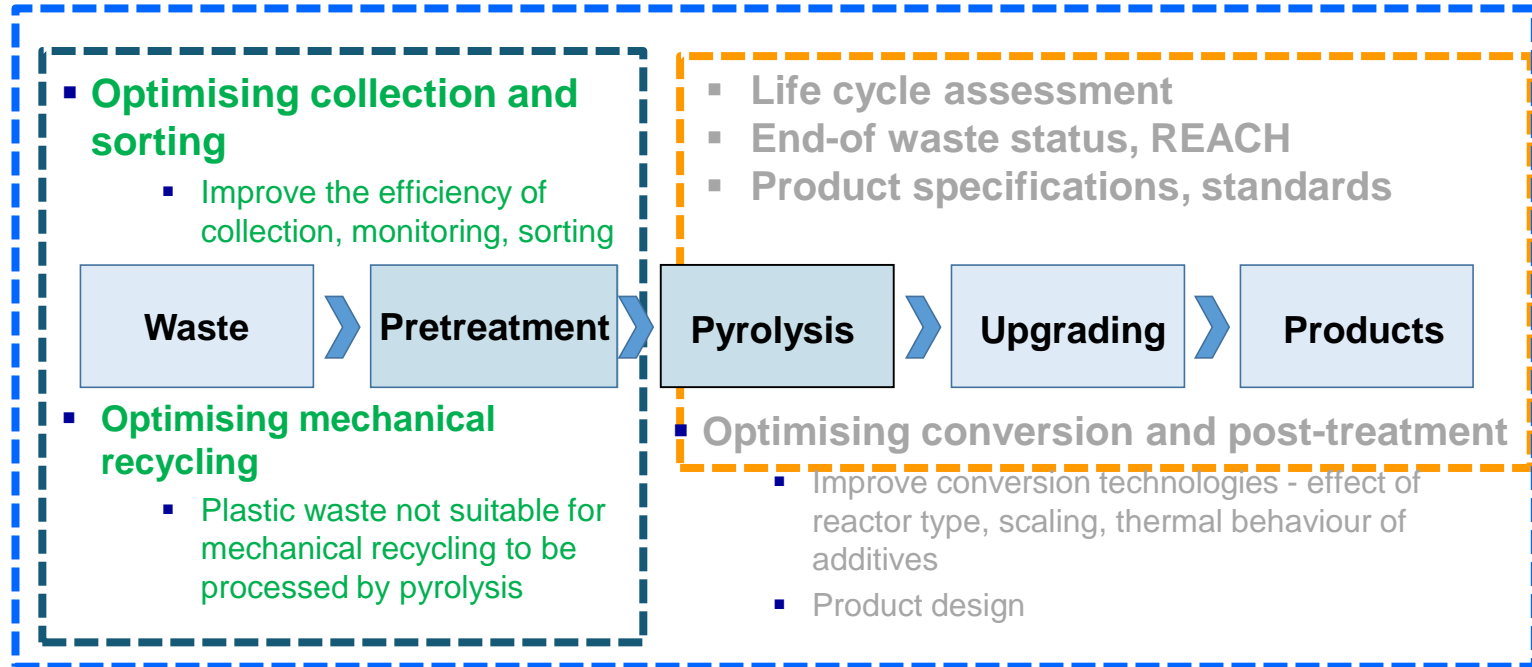 ▪ Optimising collection and
sorting
▪ Improve the efficiency of
collection, monitoring, sorting
▪ Life cycle assessment
▪ End-of waste status, REACH
▪ Product specifications, standards
Waste
Pretreatment
Pyrolysis
Upgrading
Products
▪ Optimising mechanical
recycling
▪ Plastic waste not suitable for
mechanical recycling to be
processed by pyrolysis
▪ Optimising conversion and post-treatment
▪ Improve conversion technologies - effect of
reactor type, scaling, thermal behaviour of
additives
▪ Product design